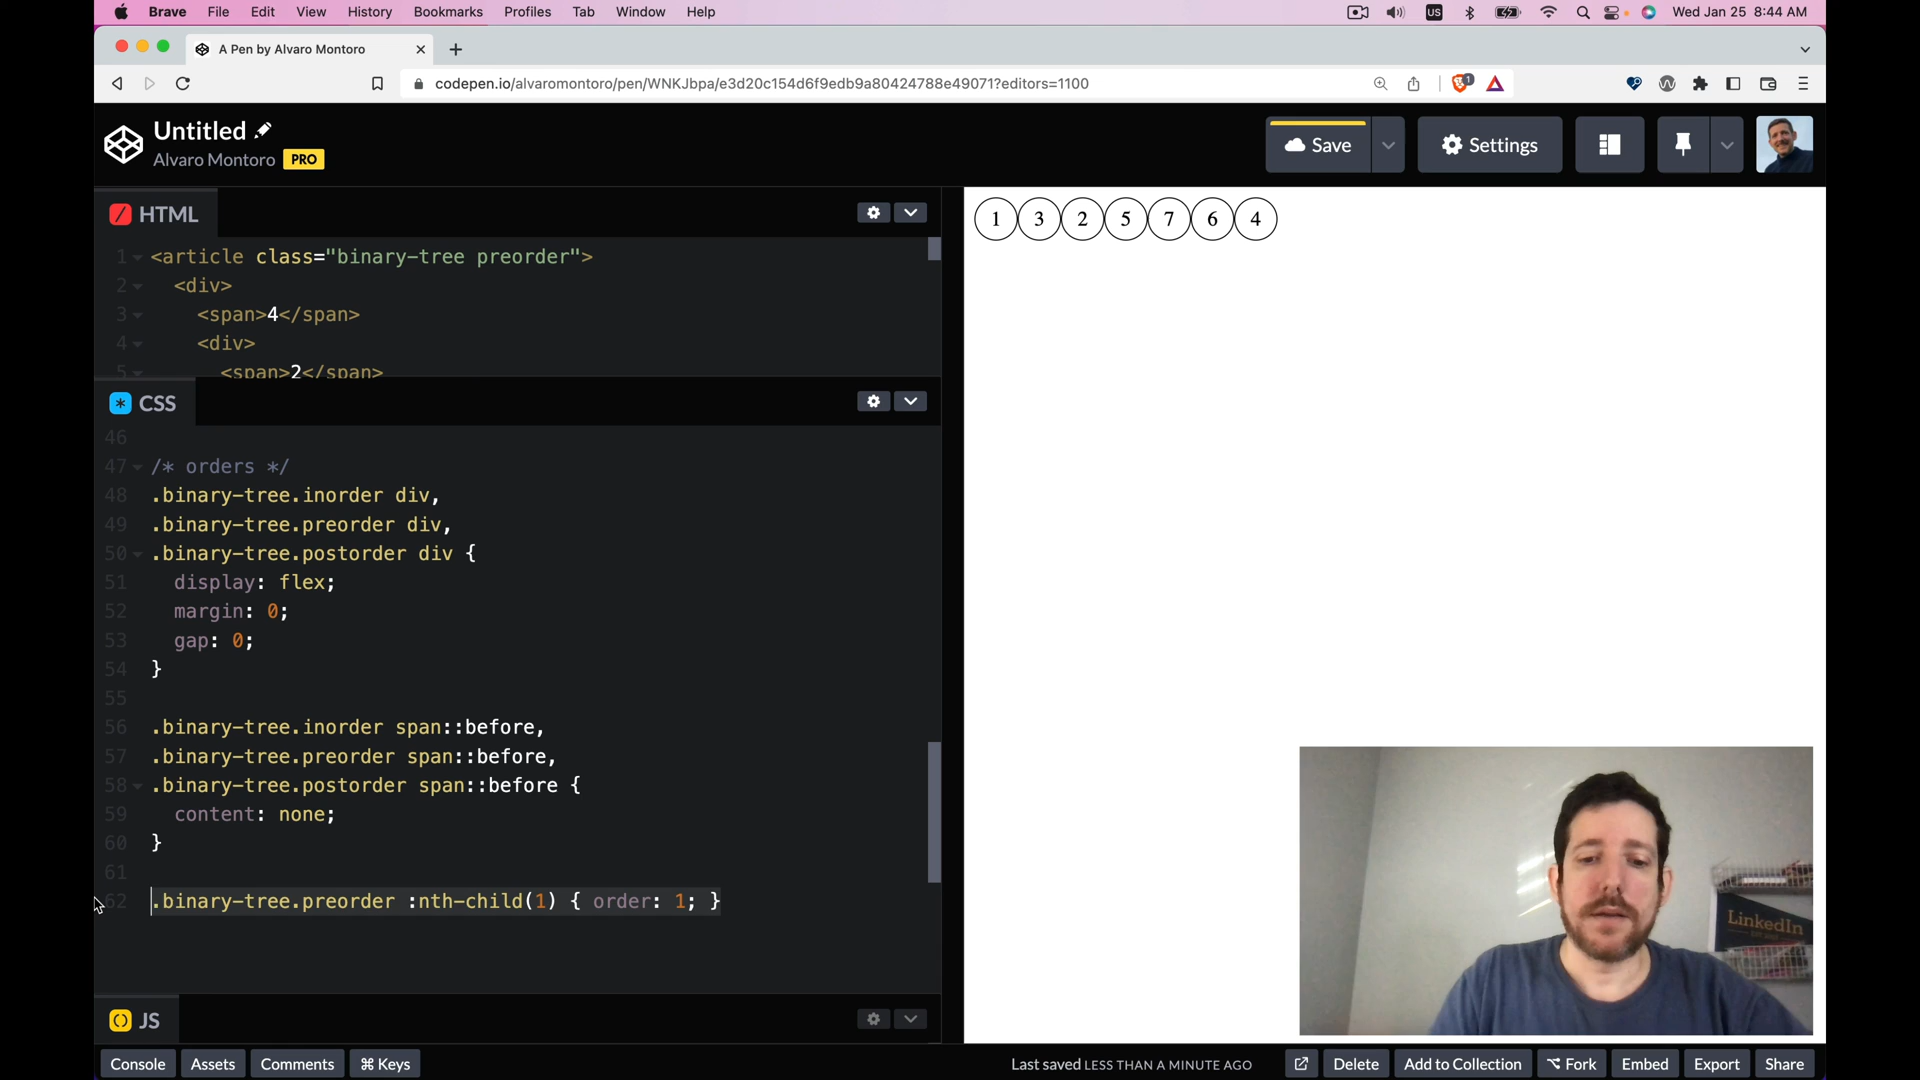 Brave File Edit View History Bookmarks Profiles Tab Window Help US Wed Jan 25 8:44 AM
A Pen by Alvaro Montoro
codepen.io/alvaromontoro/pen/WNKJbpa/e3d20c154d6f9edb9a80424788e49071?editors=1100 1
Untitled
Alvaro Montoro PRO
Save
Settings
HTML
1 <article class="binary-tree preorder">
2 <div>
3 <span>4</span>
4 <div>
5 <span>2</span>
CSS
46
47 /* orders */
48 .binary-tree.inorder div,
49 .binary-tree.preorder div,
50 .binary-tree.postorder div {
51 display: flex;
52 margin: 0;
53 gap: 0;
54 }
55
56 .binary-tree.inorder span::before,
57 .binary-tree.preorder span::before,
58 .binary-tree.postorder span::before {
59 content: none;
60 }
61
62 .binary-tree.preorder :nth-child(1) { order: 1; }
JS
1 3 2 5 7 6 4
LinkedIn
Console Assets Comments ⌘ Keys Last saved LESS THAN A MINUTE AGO Delete Add to Collection Fork Embed Export Share